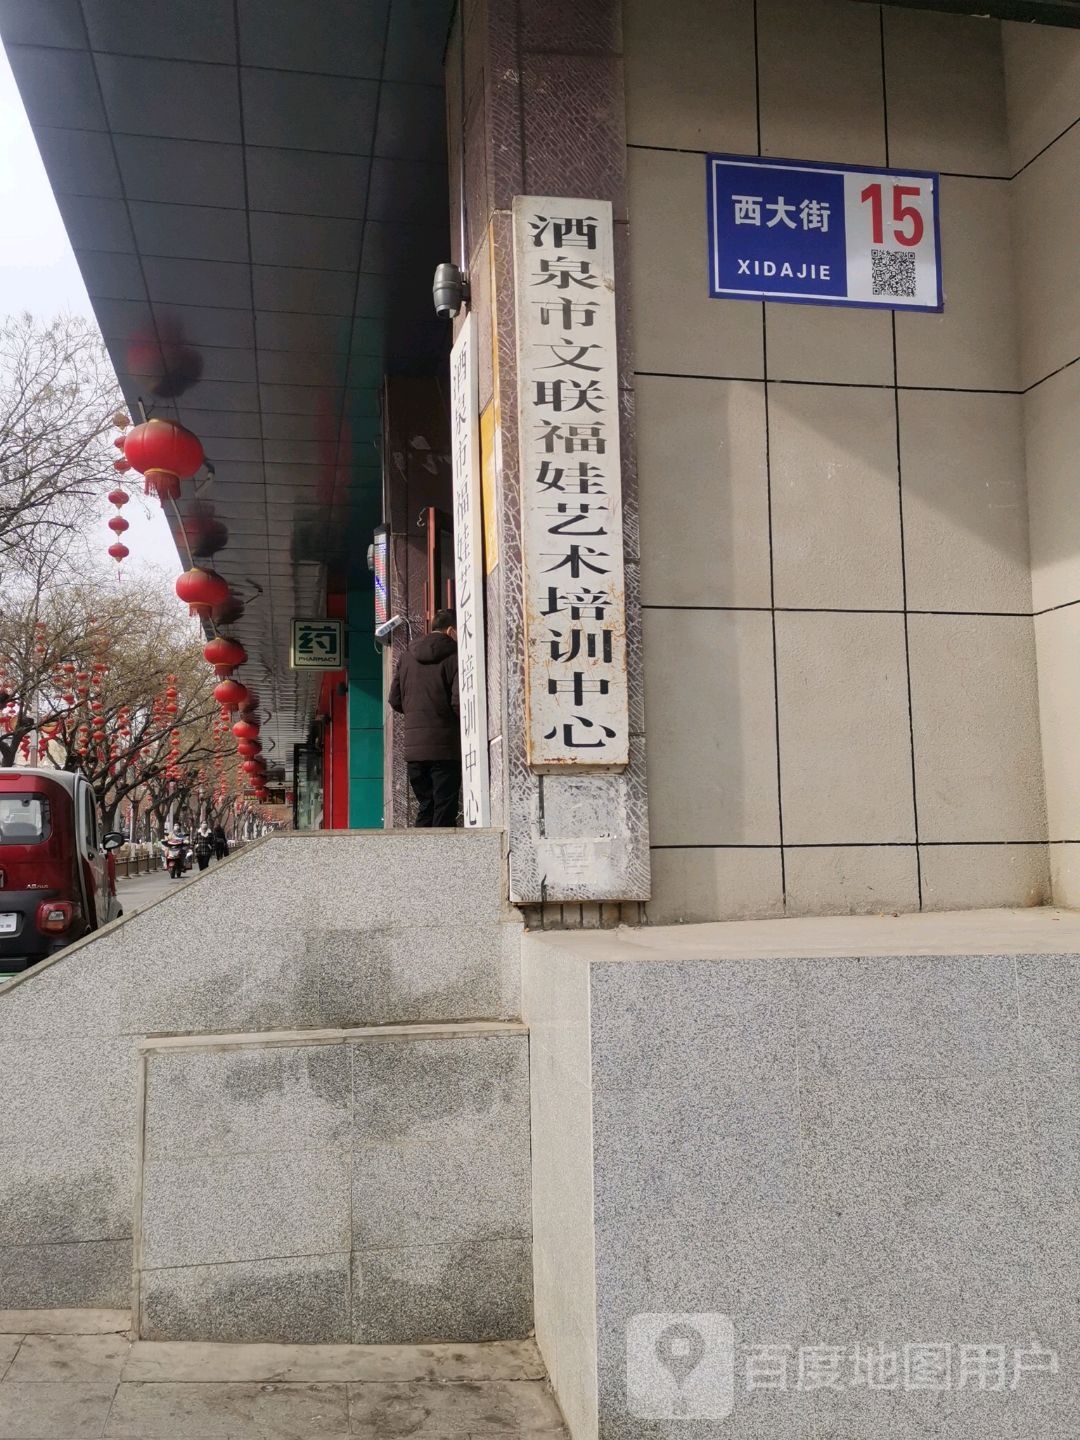 西大街
XIDAJIE
15
酒泉市文联福娃艺术培训中心
酒泉市福娃艺术培训中心
药
PHARMACY
百度地图用户